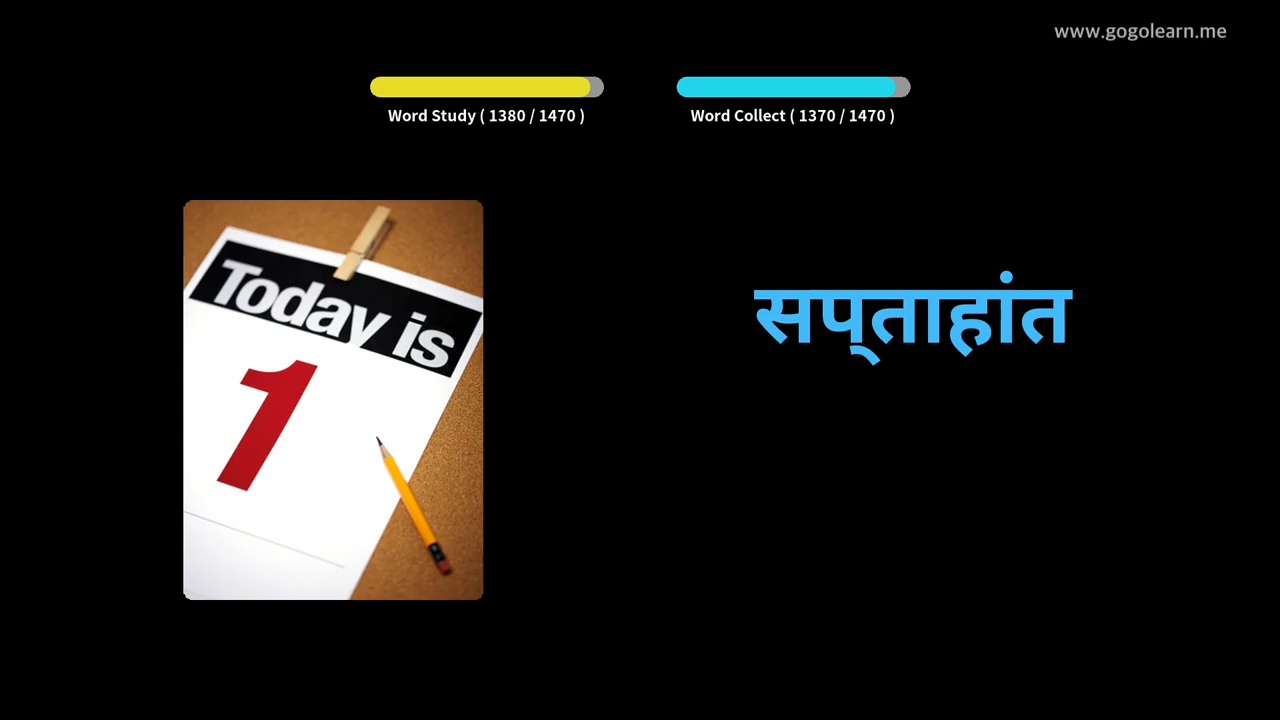 www.gogolearn.me
Word Study ( 1380 / 1470 )
Word Collect ( 1370 / 1470 )
Today is
1
सप्ताहांत